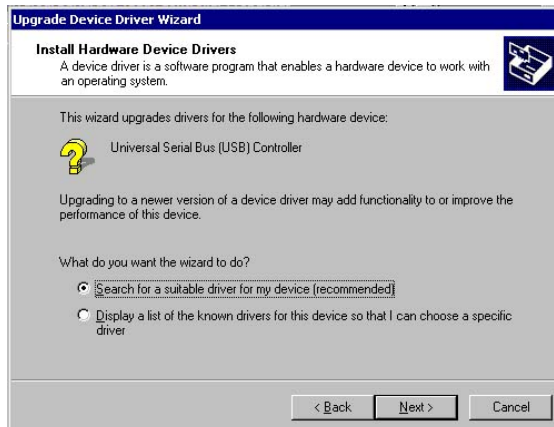 Upgrade Device Driver Wizard
Install Hardware Device Drivers
A device driver is a software program that enables a hardware device to work with
an operating system.
This wizard upgrades drivers for the following hardware device:
Universal Serial Bus (USB) Controller
Upgrading to a newer version of a device driver may add functionality to or improve the
performance of this device.
What do you want the wizard to do?
Search for a suitable driver for my device (recommended)
Display a list of the known drivers for this device so that I can choose a specific
driver
< Back
Next >
Cancel